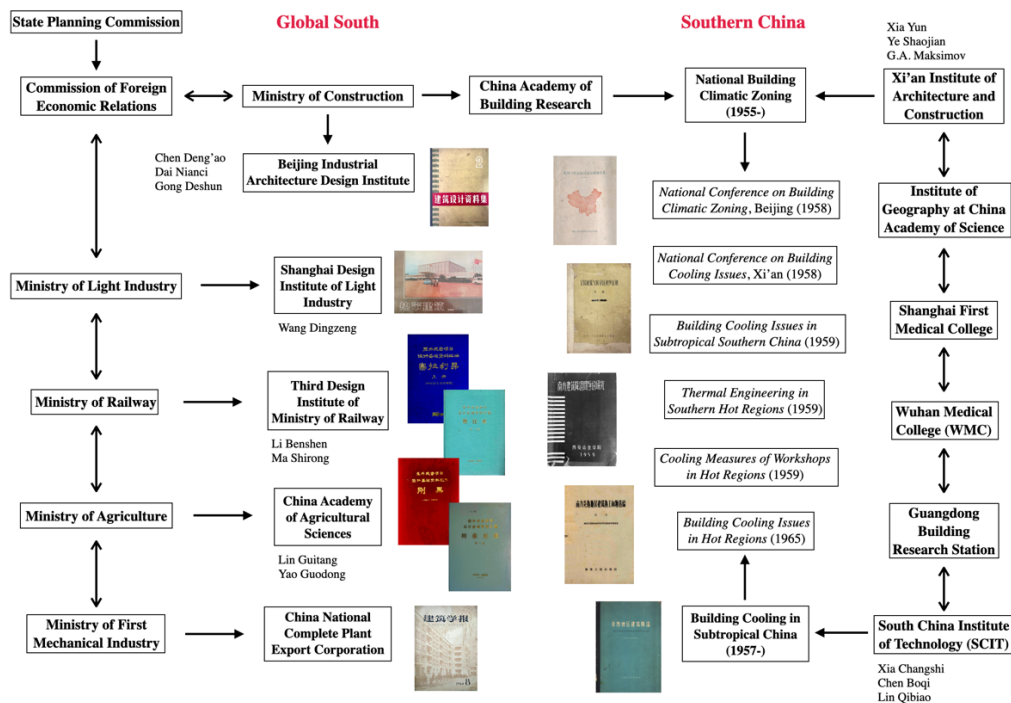 State Planning Commission
Global South
Southern China
Xia Yun
Ye Shaojian
G.A. Maksimov
Commission of Foreign
Economic Relations
Ministry of Construction
China Academy of
Building Research
National Building
Climatic Zoning
(1955-)
Xi'an Institute of
Architecture and
Construction
Chen Deng'ao
Dai Nianci
Gong Deshun
Beijing Industrial
Architecture Design Institute
2
建筑设计资料集
National Conference on Building
Climatic Zoning, Beijing (1958)
Institute of
Geography at China
Academy of Science
Ministry of Light Industry
Shanghai Design
Institute of Light
Industry
Wang Dingzeng
National Conference on Building
Cooling Issues, Xi'an (1958)
Building Cooling Issues in
Subtropical Southern China (1959)
Shanghai First
Medical College
Ministry of Railway
Third Design
Institute of
Ministry of Railway
Li Benshen
Ma Shirong
塞拉利昂
Thermal Engineering in
Southern Hot Regions (1959)
Wuhan Medical
College (WMC)
Cooling Measures of Workshops
in Hot Regions (1959)
Ministry of Agriculture
China Academy
of Agricultural
Sciences
Lin Guitang
Yao Guodong
刚果
Building Cooling Issues
in Hot Regions (1965)
Guangdong
Building
Research Station
Ministry of First
Mechanical Industry
China National
Complete Plant
Export Corporation
建筑学报
8
Building Cooling in
Subtropical China
(1957-)
South China Institute
of Technology (SCIT)
Xia Changshi
Chen Boqi
Lin Qibiao